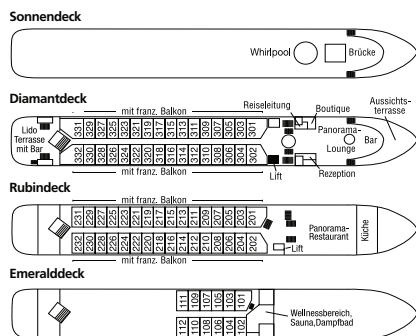 Sonnendeck
Whirlpool
Brücke
Diamantdeck
mit franz. Balkon
Reiseleitung
Boutique
Aussichts-
terrasse
Lido
Terrasse
mit Bar
331 329 327 325 323 321 319 317 315 313 311 309 307 305 303 301
332 330 328 326 324 322 320 318 316 314 312 310 308 306 304 302
Panorama-
Lounge
Bar
mit franz. Balkon
Lift
Rezeption
Rubindeck
mit franz. Balkon
231 229 227 225 223 221 219 217 215 213 211 209 207 205 203 201
232 230 228 226 224 222 220 218 216 214 212 210 208 206 204 202
Panorama-
Restaurant
Küche
Lift
mit franz. Balkon
Emeralddeck
111 109 107 105 103 101
112 110 108 106 104 102
Wellnessbereich,
Sauna,Dampfbad